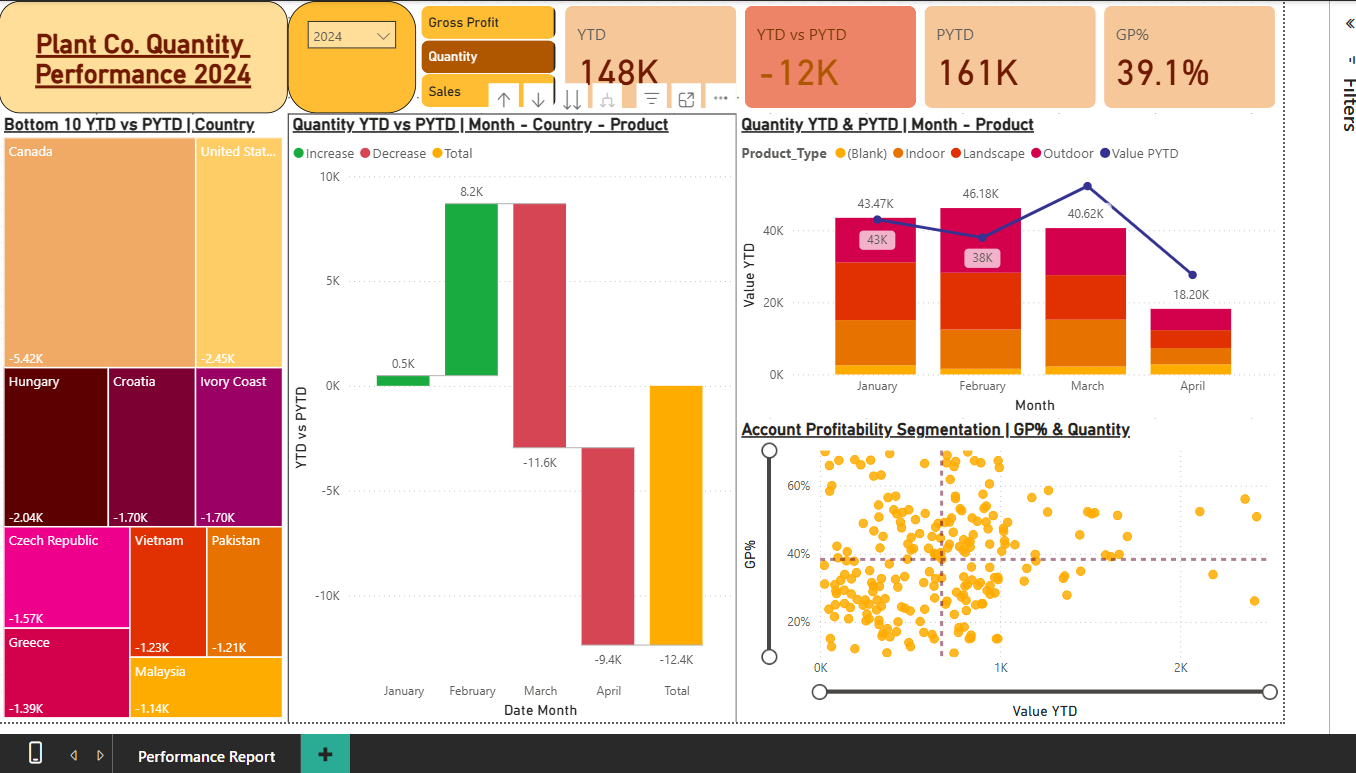 Plant Co. Quantity
Performance 2024
2024
Gross Profit
Quantity
Sales
YTD
148K
YTD vs PYTD
-12K
PYTD
161K
GP%
39.1%
Filters
Bottom 10 YTD vs PYTD | Country
Canada
-5.42K
United Stat...
-2.45K
Hungary
-2.04K
Croatia
-1.70K
Ivory Coast
-1.70K
Czech Republic
-1.57K
Vietnam
-1.23K
Pakistan
-1.21K
Greece
-1.39K
Malaysia
-1.14K
Quantity YTD vs PYTD | Month - Country - Product
Increase Decrease Total
YTD vs PYTD
10K
5K
0K
-5K
-10K
0.5K
8.2K
-11.6K
-9.4K
-12.4K
January February March April Total
Date Month
Quantity YTD & PYTD | Month - Product
Product_Type (Blank) Indoor Landscape Outdoor Value PYTD
Value YTD
40K
20K
0K
43.47K
46.18K
40.62K
18.20K
43K
38K
January February March April
Month
Account Profitability Segmentation | GP% & Quantity
GP%
60%
40%
20%
0K 1K 2K
Value YTD
Performance Report